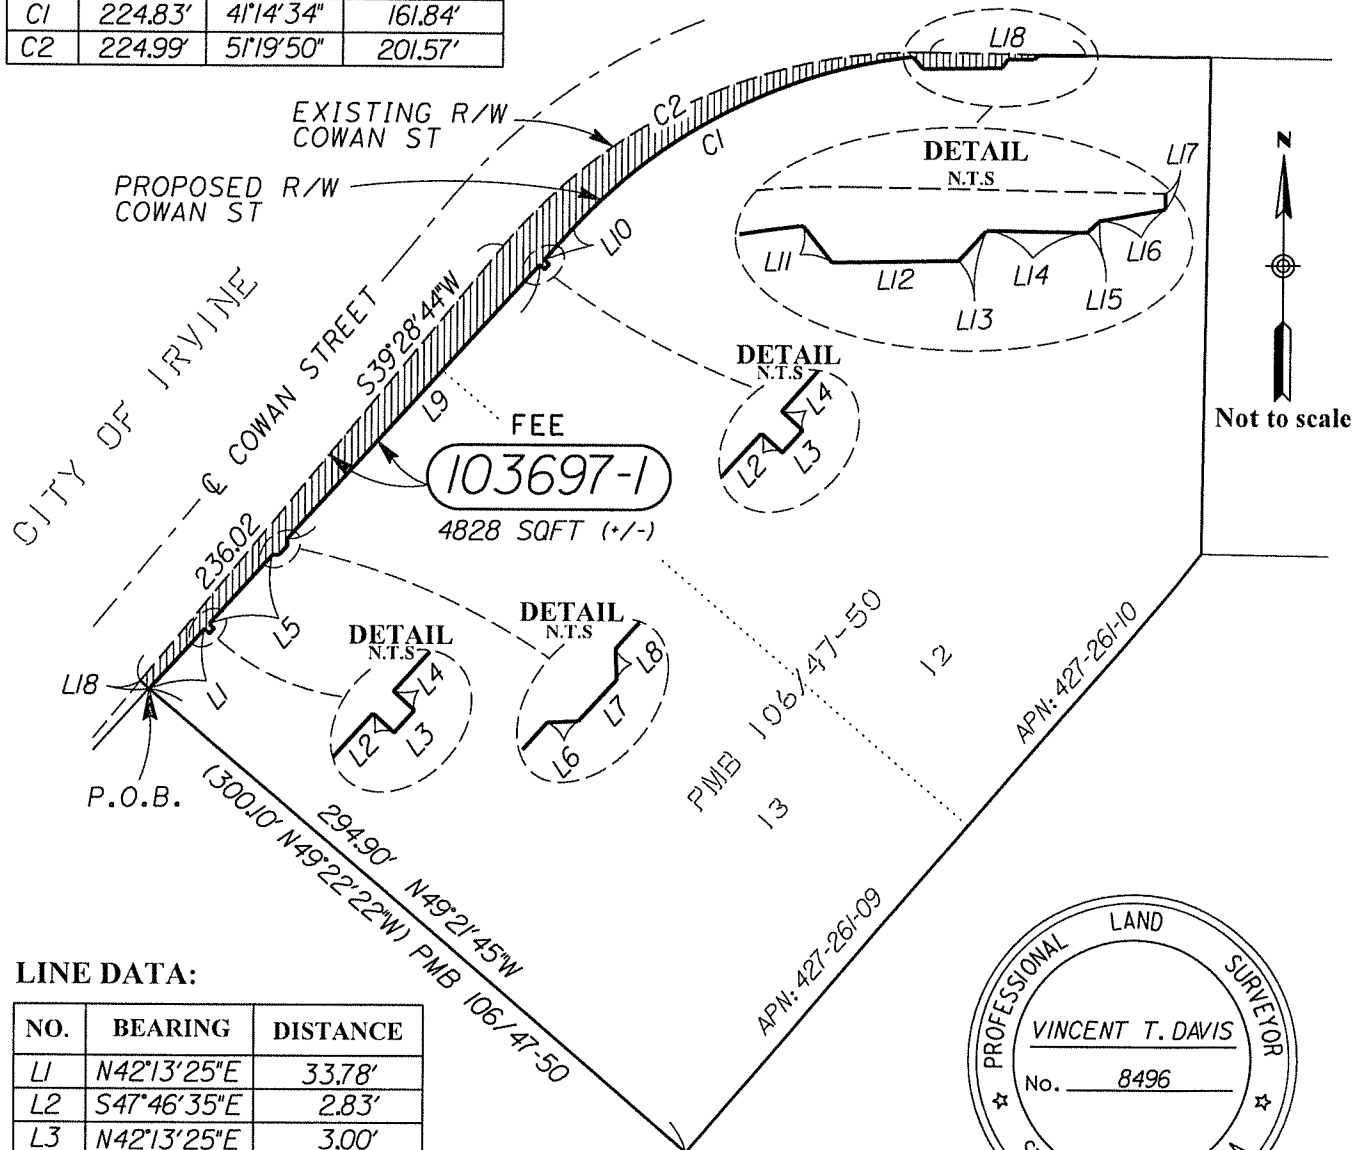 C1 224.83' 41°14'34" 161.84'
C2 224.99' 51°19'50" 201.57'
L18
EXISTING R/W
COWAN ST
C2
C1
PROPOSED R/W
COWAN ST
L10
DETAIL
N.T.S
L17
L11
L12
L13
L14
L15
L16
N
Not to scale
CITY OF IRVINE
℄ COWAN STREET
S39°28'44"W
236.02
L9
FEE
103697-1
4828 SQFT (+/-)
DETAIL
N.T.S
L2
L3
L4
L5
L18
L1
P.O.B.
DETAIL
N.T.S
L2
L3
L4
DETAIL
N.T.S
L6
L7
L8
PMB 106/47-50
12
13
APN: 427-261-10
APN: 427-261-09
294.90' N49°21'45"W
(300.10' N49°22'22"W) PMB 106/47-50
LINE DATA:
NO. BEARING DISTANCE
L1 N42°13'25"E 33.78'
L2 S47°46'35"E 2.83'
L3 N42°13'25"E 3.00'
PROFESSIONAL LAND SURVEYOR
VINCENT T. DAVIS
No. 8496